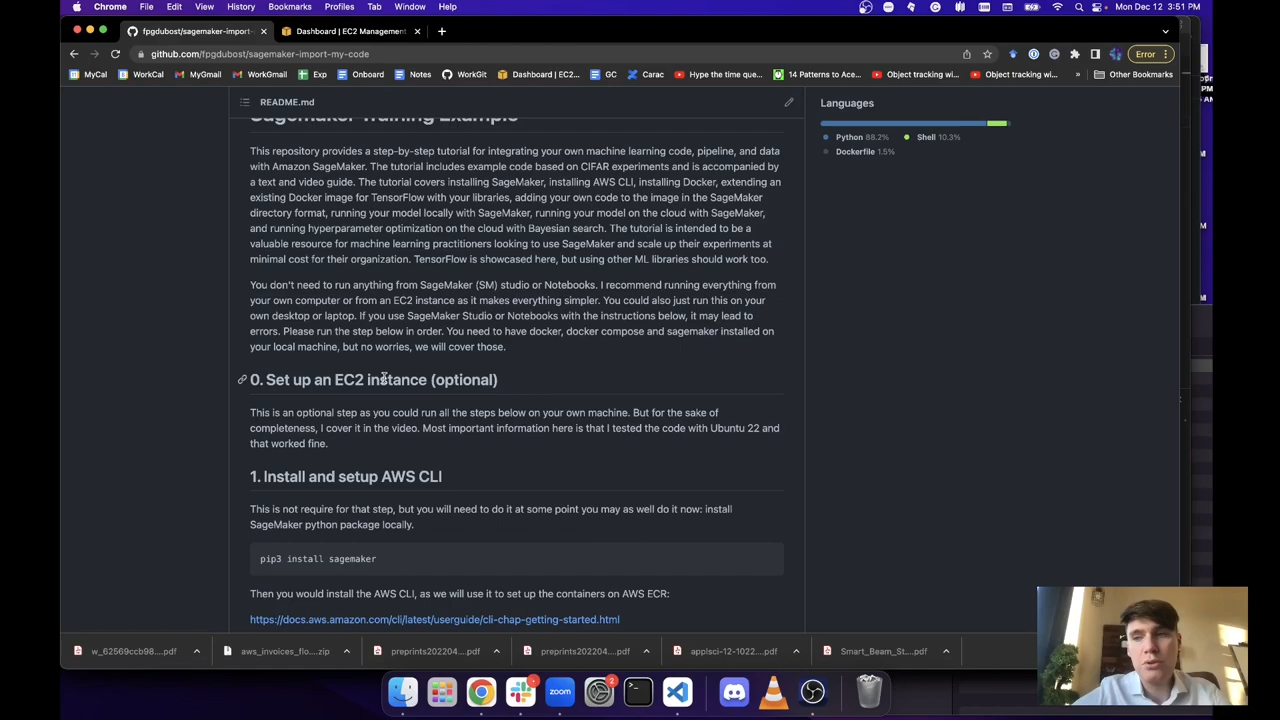 Chrome File Edit View History Bookmarks Profiles Tab Window Help Mon Dec 12 3:51 PM
fpgdubost/sagemaker-import- Dashboard | EC2 Management
github.com/fpgdubost/sagemaker-import-my-code Error
MyCal WorkCal MyGmail WorkGmail Exp Onboard Notes WorkGit Dashboard | EC2... GC Carac Hype the time que... 14 Patterns to Ace... Object tracking wi... Object tracking wi... » Other Bookmarks
README.md
Sagemaker Training Example
This repository provides a step-by-step tutorial for integrating your own machine learning code, pipeline, and data
with Amazon SageMaker. The tutorial includes example code based on CIFAR experiments and is accompanied by
a text and video guide. The tutorial covers installing SageMaker, installing AWS CLI, installing Docker, extending an
existing Docker image for TensorFlow with your libraries, adding your own code to the image in the SageMaker
directory format, running your model locally with SageMaker, running your model on the cloud with SageMaker,
and running hyperparameter optimization on the cloud with Bayesian search. The tutorial is intended to be a
valuable resource for machine learning practitioners looking to use SageMaker and scale up their experiments at
minimal cost for their organization. TensorFlow is showcased here, but using other ML libraries should work too.
You don't need to run anything from SageMaker (SM) studio or Notebooks. I recommend running everything from
your own computer or from an EC2 instance as it makes everything simpler. You could also just run this on your
own desktop or laptop. If you use SageMaker Studio or Notebooks with the instructions below, it may lead to
errors. Please run the step below in order. You need to have docker, docker compose and sagemaker installed on
your local machine, but no worries, we will cover those.
0. Set up an EC2 instance (optional)
This is an optional step as you could run all the steps below on your own machine. But for the sake of
completeness, I cover it in the video. Most important information here is that I tested the code with Ubuntu 22 and
that worked fine.
1. Install and setup AWS CLI
This is not require for that step, but you will need to do it at some point you may as well do it now: install
SageMaker python package locally.
pip3 install sagemaker
Then you would install the AWS CLI, as we will use it to set up the containers on AWS ECR:
https://docs.aws.amazon.com/cli/latest/userguide/cli-chap-getting-started.html
Languages
Python 88.2% Shell 10.3%
Dockerfile 1.5%
w_62569ccb98....pdf aws_invoices_flo....zip preprints202204....pdf preprints202204....pdf applsci-12-1022....pdf Smart_Beam_St....pdf
2
zoom